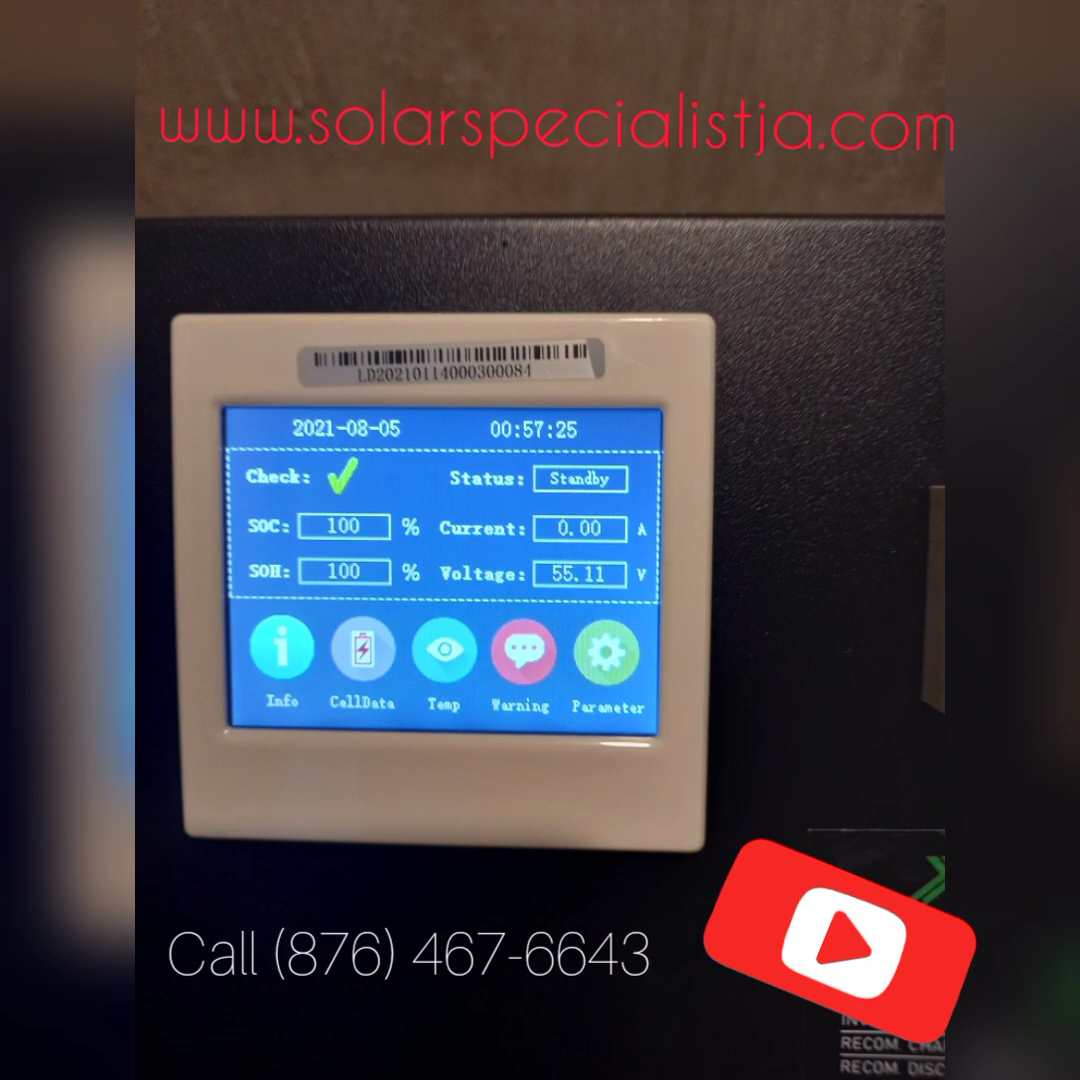 www.solarspecialistja.com
LD20210114000300084
2021-08-05 00:57:25
Check: Status: Standby
SOC: 100 % Current: 0.00 A
SOH: 100 % Voltage: 55.11 V
Info CellData Temp Warning Parameter
Call (876) 467-6643
RECOM.
RECOM. DISC